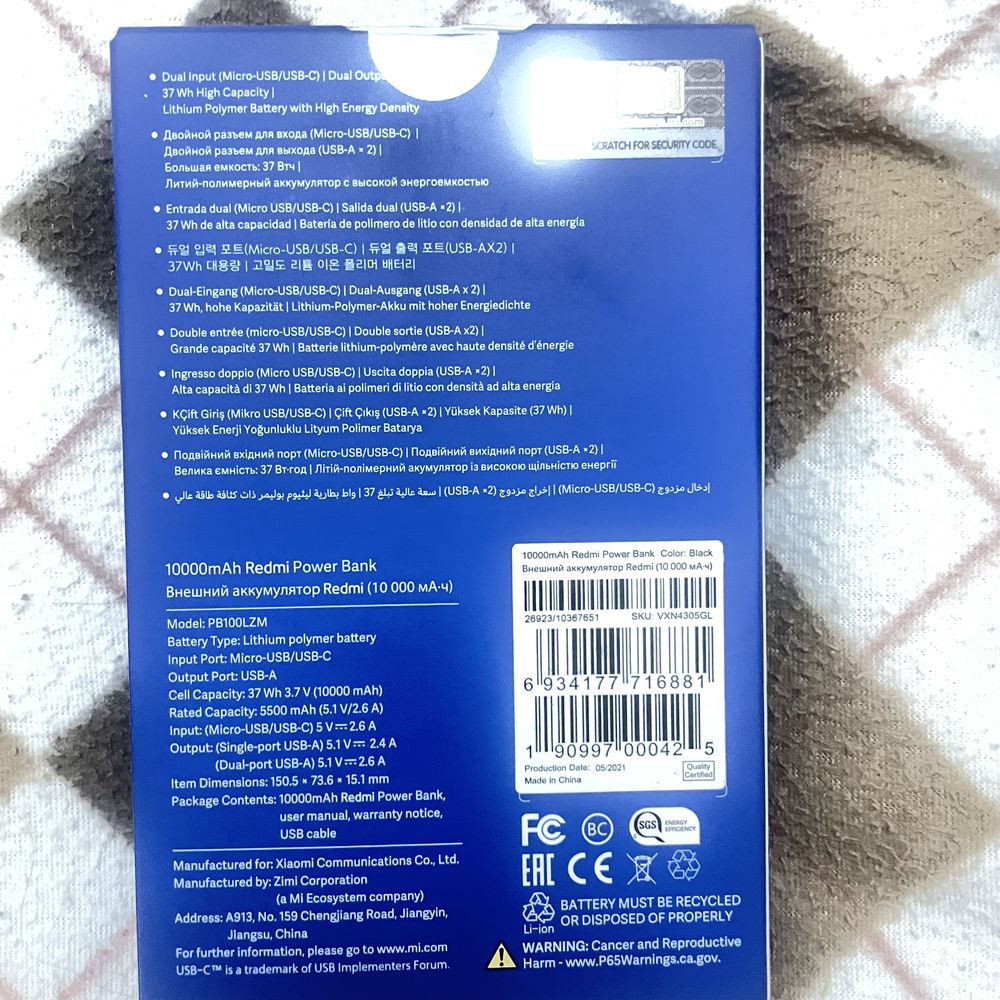 Dual Input (Micro-USB/USB-C) | Dual Outp
37 Wh High Capacity |
Lithium Polymer Battery with High Energy Density
Двойной разъем для входа (Micro-USB/USB-C) |
Двойной разъем для выхода (USB-A × 2) |
Большая емкость: 37 Втч |
Литий-полимерный аккумулятор с высокой энергоемкостью
Entrada dual (Micro USB/USB-C) | Salida dual (USB-A ×2) |
37 Wh de alta capacidad | Batería de polímero de litio con densidad de alta energía
듀얼 입력 포트(Micro-USB/USB-C) | 듀얼 출력 포트(USB-AX2) |
37Wh 대용량 | 고밀도 리튬 이온 폴리머 배터리
Dual-Eingang (Micro-USB/USB-C) | Dual-Ausgang (USB-A x 2) |
37 Wh, hohe Kapazität | Lithium-Polymer-Akku mit hoher Energiedichte
Double entrée (micro-USB/USB-C) | Double sortie (USB-A x2) |
Grande capacité 37 Wh | Batterie lithium-polymère avec haute densité d'énergie
Ingresso doppio (Micro USB/USB-C) | Uscita doppia (USB-A ×2) |
Alta capacità di 37 Wh | Batteria ai polimeri di litio con densità ad alta energia
KÇift Giriş (Mikro USB/USB-C) | Çift Çıkış (USB-A ×2) | Yüksek Kapasite (37 Wh) |
Yüksek Enerji Yoğunluklu Lityum Polimer Batarya
Подвійний вхідний порт (Micro-USB/USB-C) | Подвійний вихідний порт (USB-A ×2) |
Велика ємність: 37 Вт·год | Літій-полімерний акумулятор із високою щільністю енергії
إدخال مزدوج (Micro-USB/USB-C) | إخراج مزدوج (USB-A ×2) | سعة عالية تبلغ 37 واط | بطارية ليثيوم بوليمر ذات كثافة طاقة عالي
SCRATCH FOR SECURITY CODE
10000mAh Redmi Power Bank
Внешний аккумулятор Redmi (10 000 мА·ч)
Model: PB100LZM
Battery Type: Lithium polymer battery
Input Port: Micro-USB/USB-C
Output Port: USB-A
Cell Capacity: 37 Wh 3.7 V (10000 mAh)
Rated Capacity: 5500 mAh (5.1 V/2.6 A)
Input: (Micro-USB/USB-C) 5 V⎓2.6 A
Output: (Single-port USB-A) 5.1 V⎓ 2.4 A
(Dual-port USB-A) 5.1 V⎓2.6 A
Item Dimensions: 150.5 × 73.6 × 15.1 mm
Package Contents: 10000mAh Redmi Power Bank,
user manual, warranty notice,
USB cable
Manufactured for: Xiaomi Communications Co., Ltd.
Manufactured by: Zimi Corporation
(a Mi Ecosystem company)
Address: A913, No. 159 Chengjiang Road, Jiangyin,
Jiangsu, China
For further information, please go to www.mi.com
USB-C™ is a trademark of USB Implementers Forum.
10000mAh Redmi Power Bank Color: Black
Внешний аккумулятор Redmi (10 000 мА·ч)
26923/10367651 SKU: VXN4305GL
6 934177 716881
1 90997 00042 5
Production Date: 05/2021
Made in China
Quality
Certified
FC BC SGS ENERGY
EFFICIENCY
EAC CE
Li-ion
BATTERY MUST BE RECYCLED
OR DISPOSED OF PROPERLY
WARNING: Cancer and Reproductive
Harm - www.P65Warnings.ca.gov.